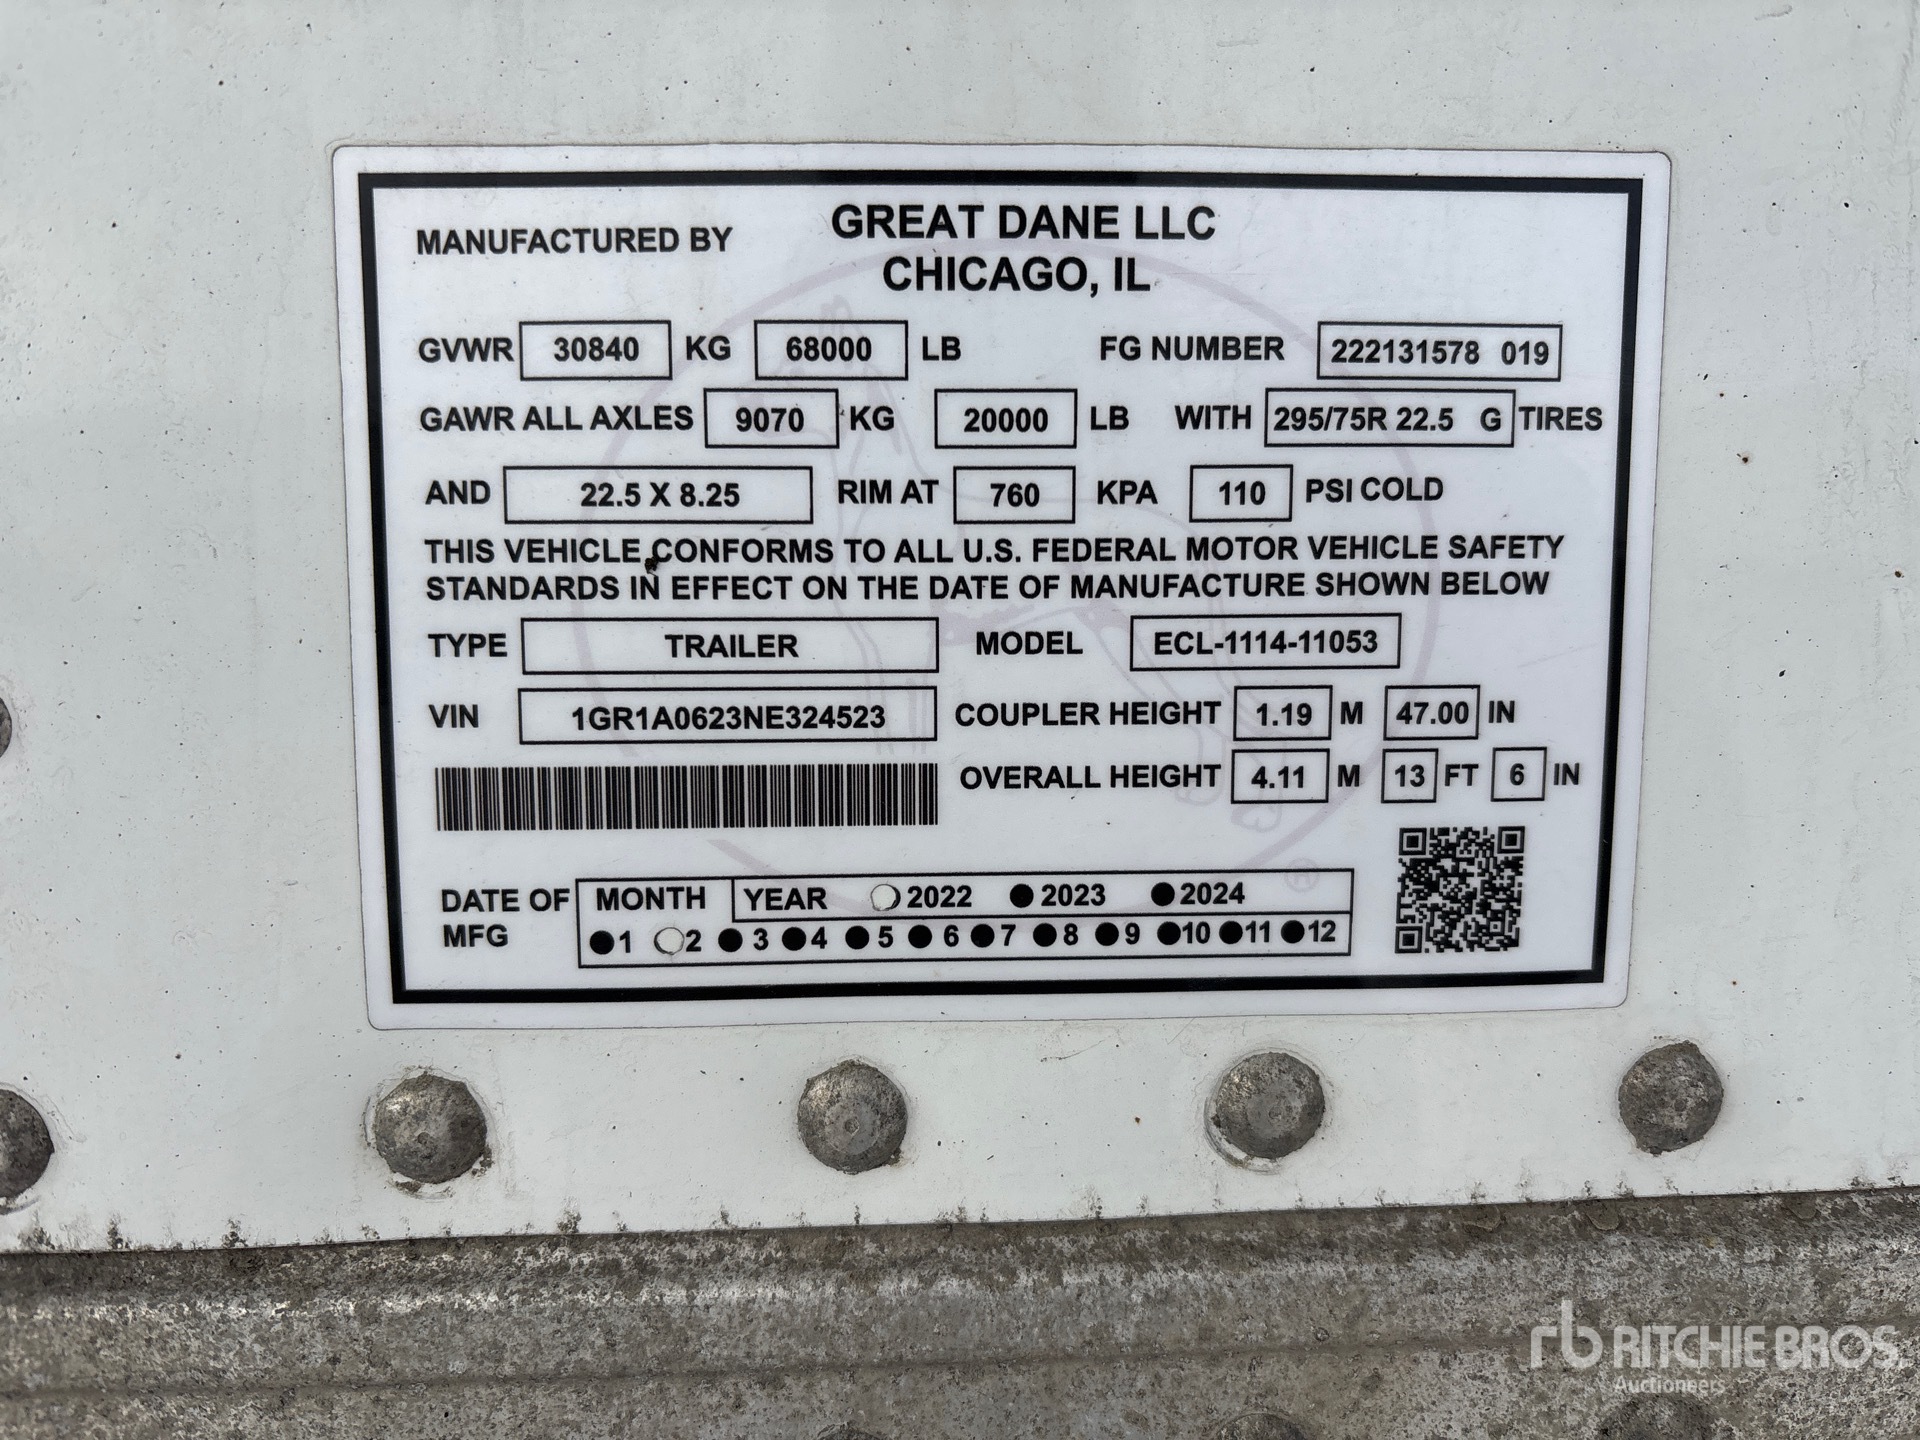 MANUFACTURED BY GREAT DANE LLC
CHICAGO, IL
GVWR 30840 KG 68000 LB FG NUMBER 222131578 019
GAWR ALL AXLES 9070 KG 20000 LB WITH 295/75R 22.5 G TIRES
AND 22.5 X 8.25 RIM AT 760 KPA 110 PSI COLD
THIS VEHICLE CONFORMS TO ALL U.S. FEDERAL MOTOR VEHICLE SAFETY
STANDARDS IN EFFECT ON THE DATE OF MANUFACTURE SHOWN BELOW
TYPE TRAILER MODEL ECL-1114-11053
VIN 1GR1A0623NE324523 COUPLER HEIGHT 1.19 M 47.00 IN
OVERALL HEIGHT 4.11 M 13 FT 6 IN
®
DATE OF MONTH YEAR 2022 2023 2024
MFG 1 2 3 4 5 6 7 8 9 10 11 12
rb RITCHIE BROS.
Auctioneers